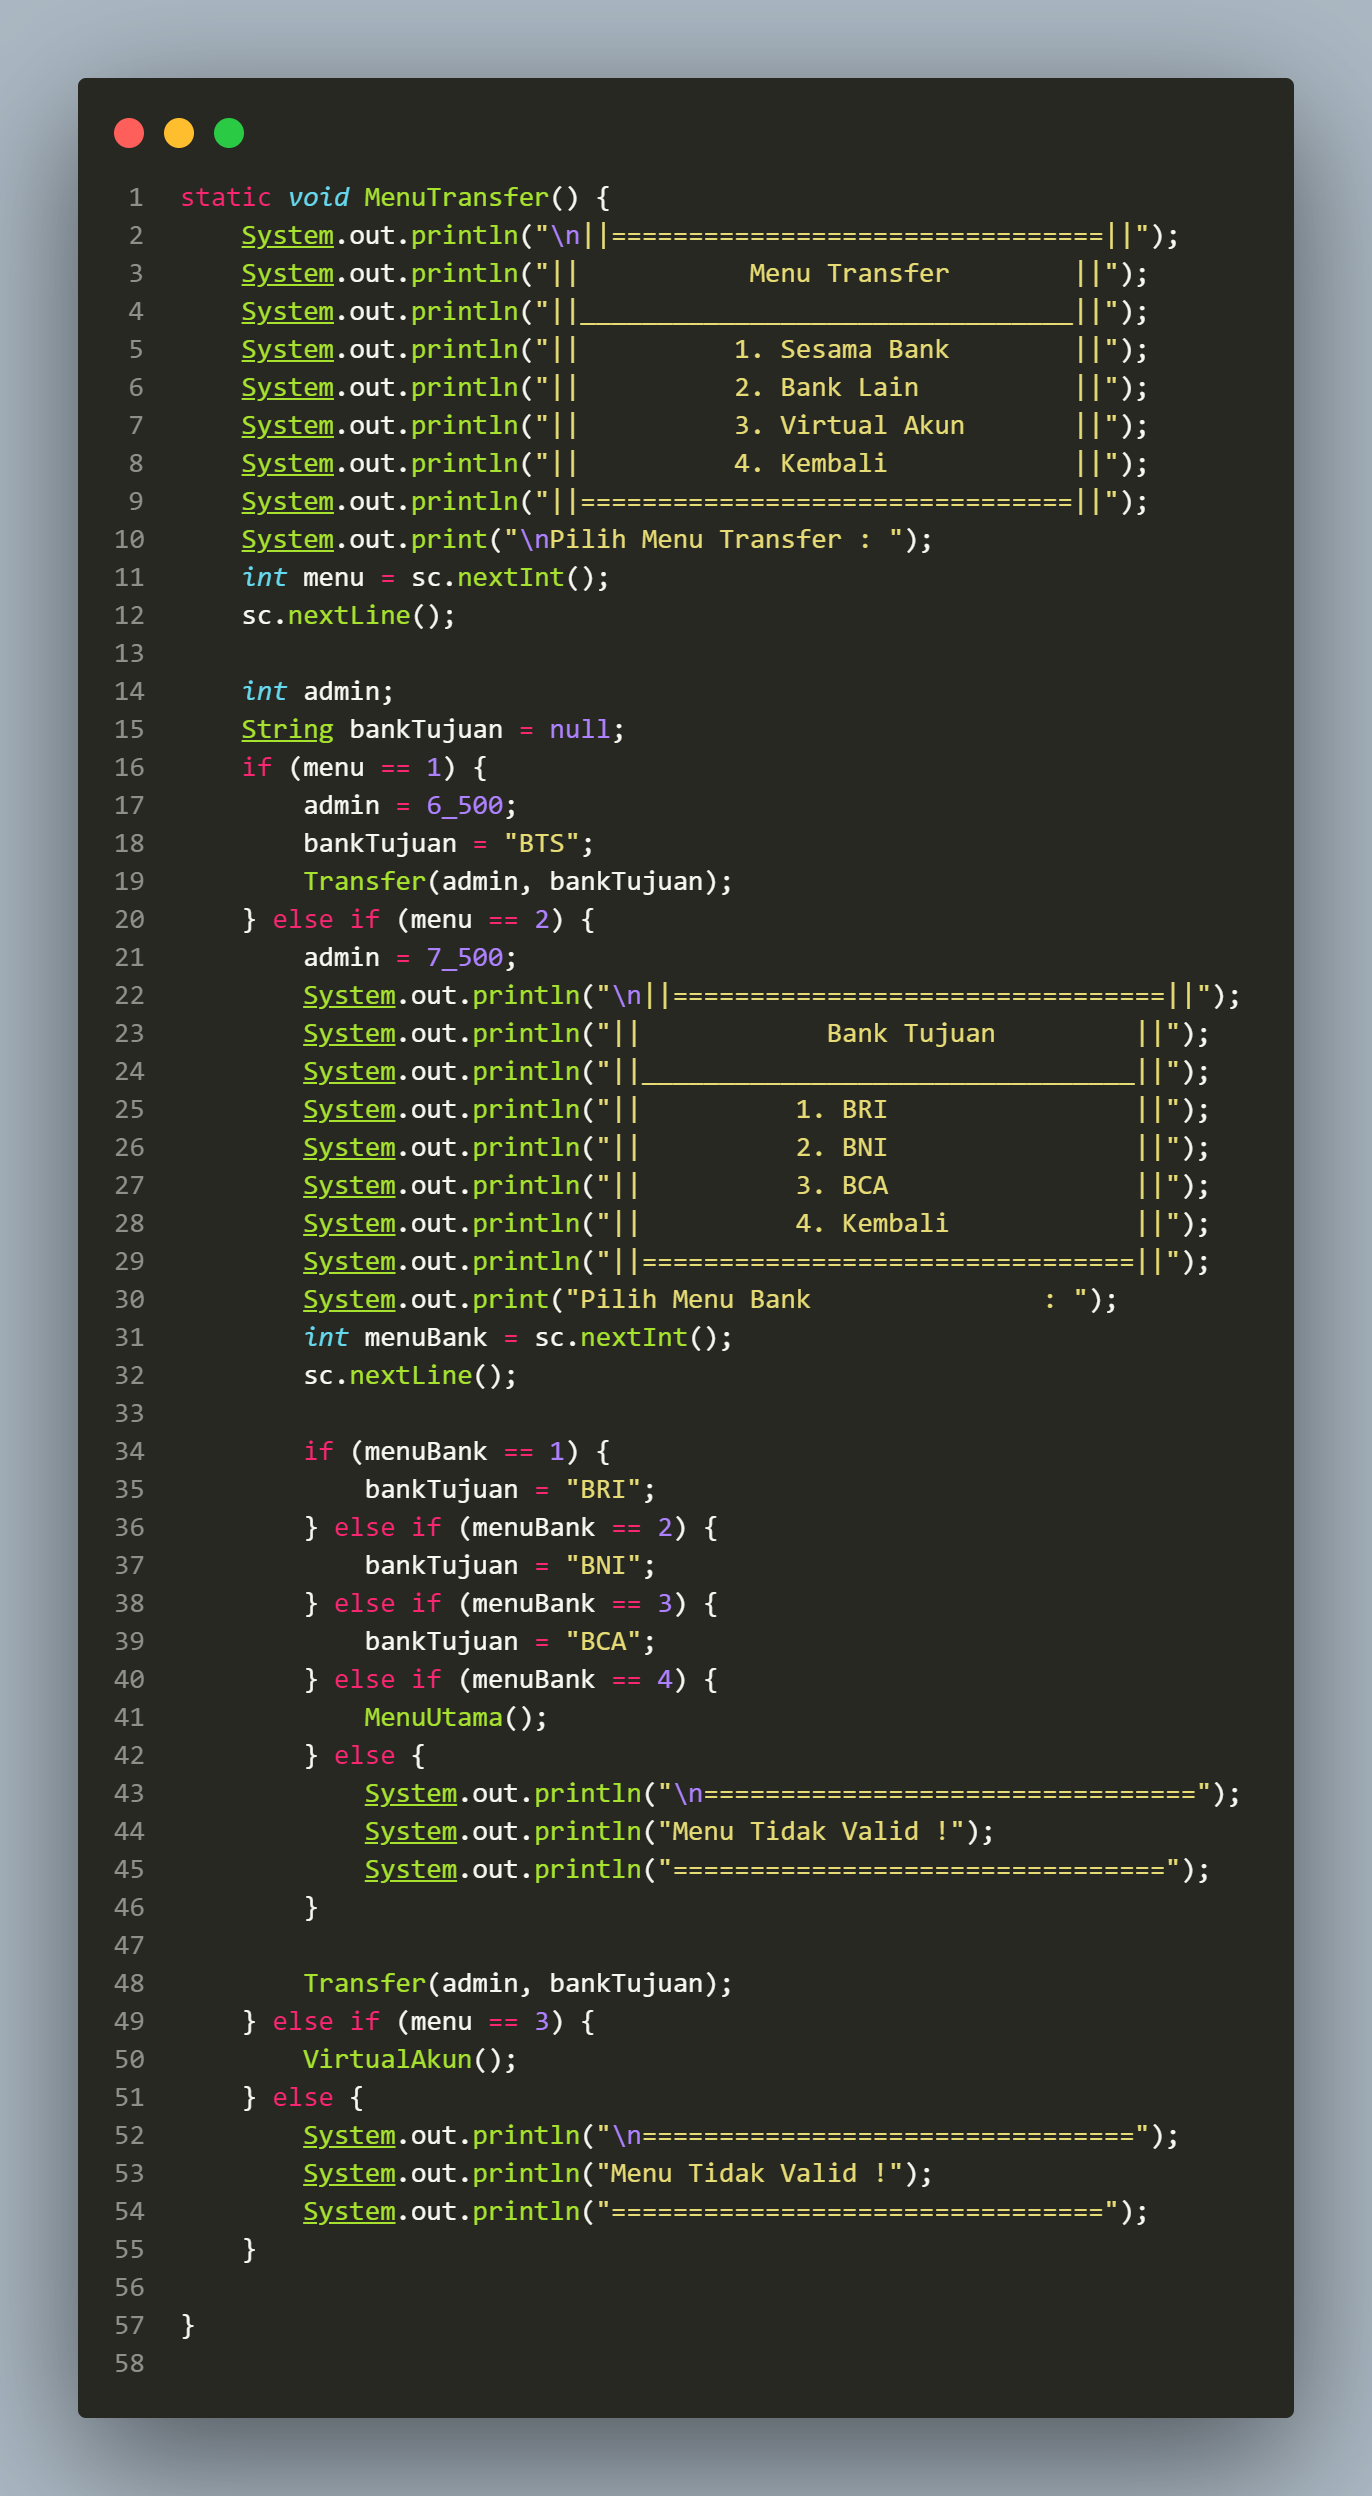 1 static void MenuTransfer() {
2     System.out.println("\n||================================||");
3     System.out.println("||           Menu Transfer        ||");
4     System.out.println("||________________________________||");
5     System.out.println("||          1. Sesama Bank        ||");
6     System.out.println("||          2. Bank Lain          ||");
7     System.out.println("||          3. Virtual Akun       ||");
8     System.out.println("||          4. Kembali            ||");
9     System.out.println("||================================||");
10     System.out.print("\nPilih Menu Transfer : ");
11     int menu = sc.nextInt();
12     sc.nextLine();
13
14     int admin;
15     String bankTujuan = null;
16     if (menu == 1) {
17         admin = 6_500;
18         bankTujuan = "BTS";
19         Transfer(admin, bankTujuan);
20     } else if (menu == 2) {
21         admin = 7_500;
22         System.out.println("\n||================================||");
23         System.out.println("||            Bank Tujuan         ||");
24         System.out.println("||________________________________||");
25         System.out.println("||          1. BRI                ||");
26         System.out.println("||          2. BNI                ||");
27         System.out.println("||          3. BCA                ||");
28         System.out.println("||          4. Kembali            ||");
29         System.out.println("||================================||");
30         System.out.print("Pilih Menu Bank               : ");
31         int menuBank = sc.nextInt();
32         sc.nextLine();
33
34         if (menuBank == 1) {
35             bankTujuan = "BRI";
36         } else if (menuBank == 2) {
37             bankTujuan = "BNI";
38         } else if (menuBank == 3) {
39             bankTujuan = "BCA";
40         } else if (menuBank == 4) {
41             MenuUtama();
42         } else {
43             System.out.println("\n================================");
44             System.out.println("Menu Tidak Valid !");
45             System.out.println("================================");
46         }
47
48         Transfer(admin, bankTujuan);
49     } else if (menu == 3) {
50         VirtualAkun();
51     } else {
52         System.out.println("\n================================");
53         System.out.println("Menu Tidak Valid !");
54         System.out.println("================================");
55     }
56
57 }
58